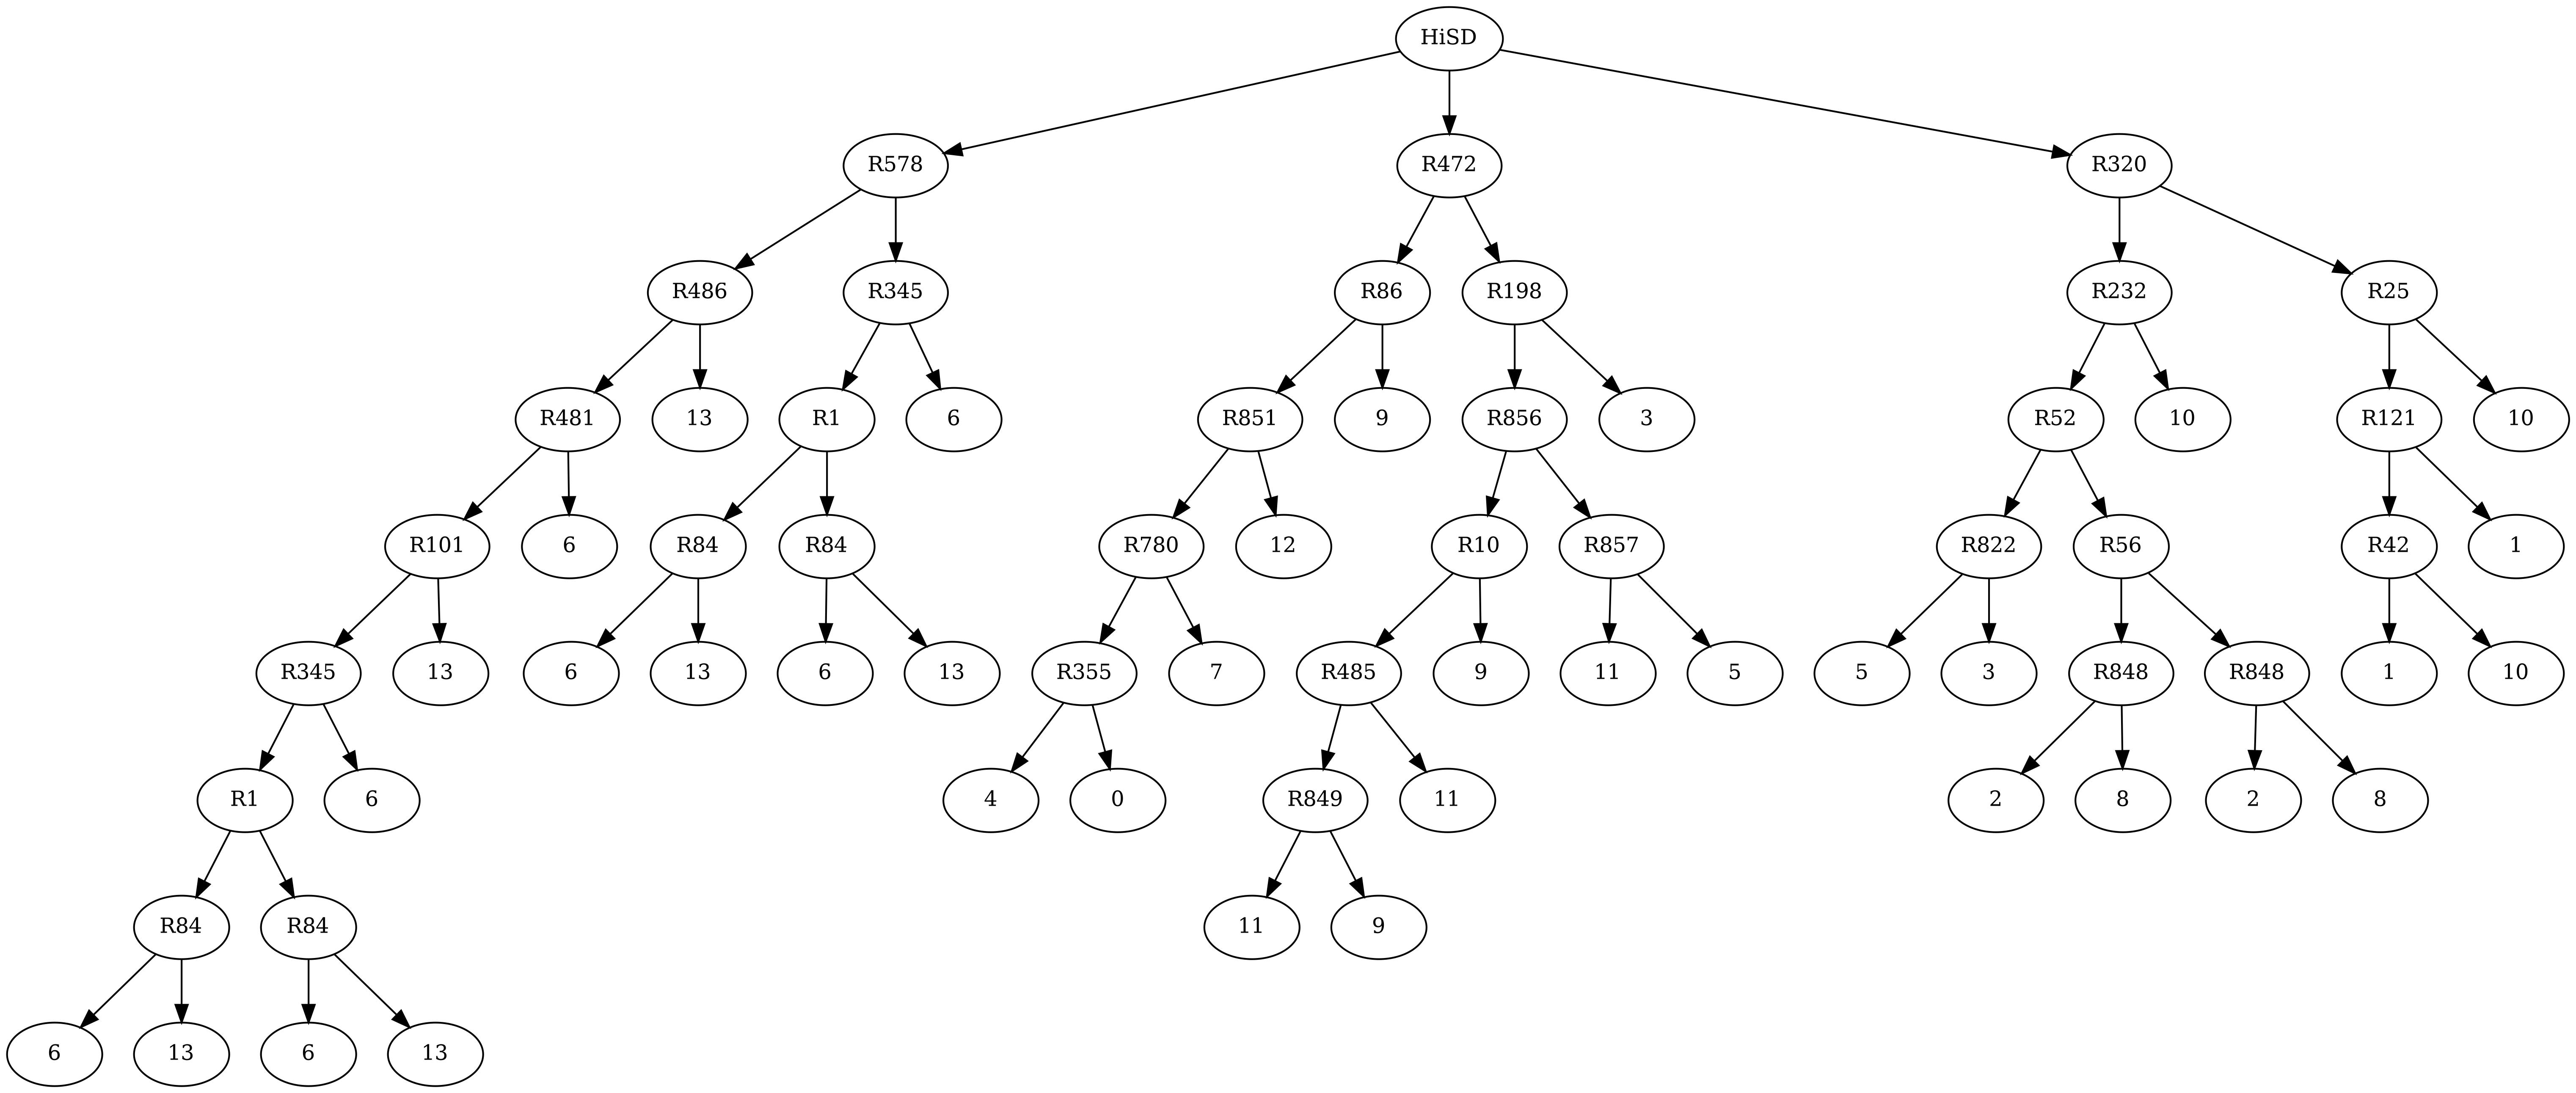 HiSD
R578 R472 R320
R486 R345 R86 R198 R232 R25
R481 13 R1 6 R851 9 R856 3 R52 10 R121 10
R101 6 R84 R84 R780 12 R10 R857 R822 R56 R42 1
R345 13 6 13 6 13 R355 7 R485 9 11 5 5 3 R848 R848 1 10
R1 6 4 0 R849 11 2 8 2 8
R84 R84 11 9
6 13 6 13